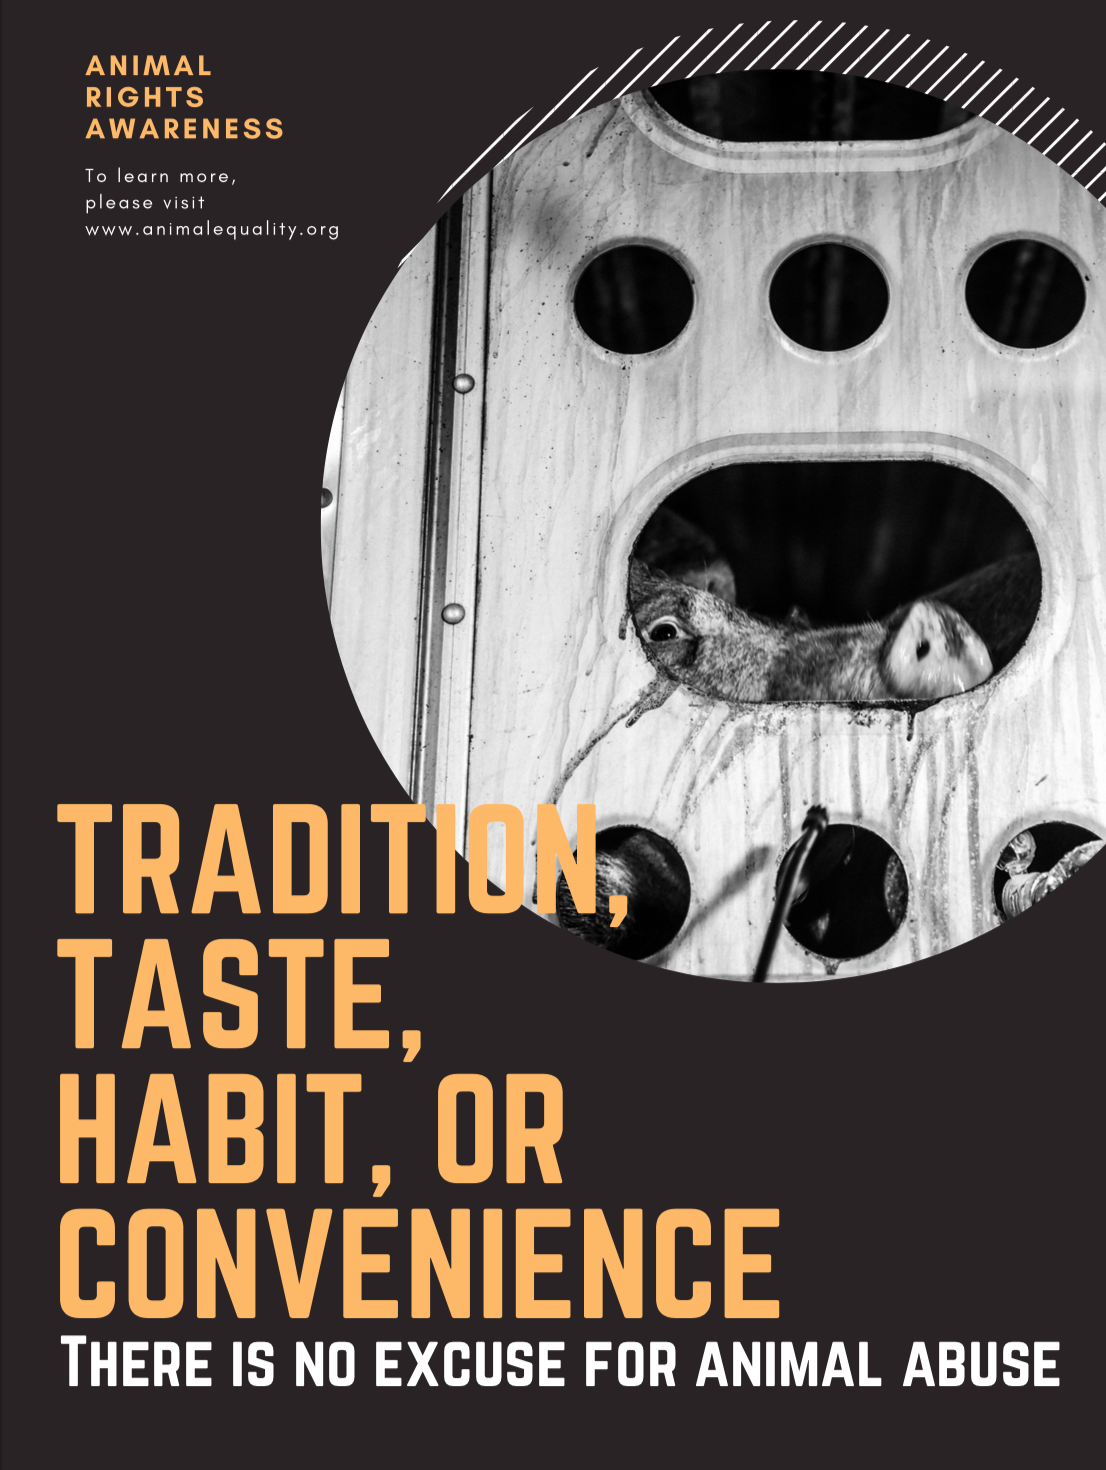 ANIMAL
RIGHTS
AWARENESS
To learn more,
please visit
www.animalequality.org
TRADITION,
TASTE,
HABIT, OR
CONVENIENCE
THERE IS NO EXCUSE FOR ANIMAL ABUSE